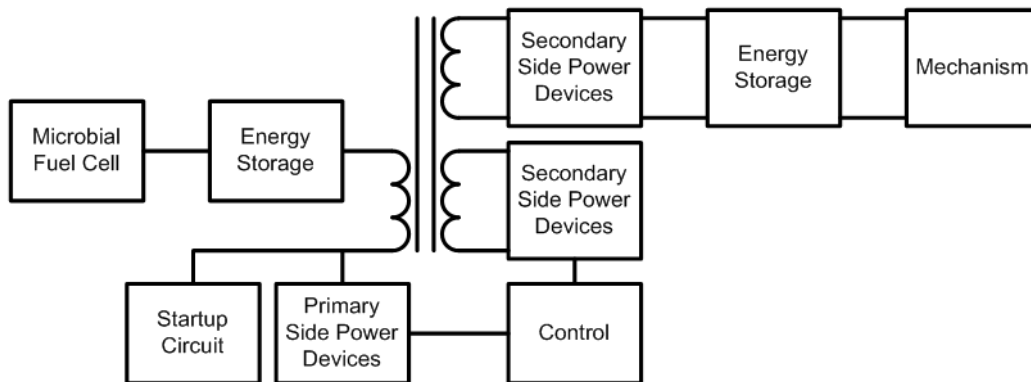 Secondary
Side Power
Devices
Energy
Storage
Mechanism
Microbial
Fuel Cell
Energy
Storage
Secondary
Side Power
Devices
Startup
Circuit
Primary
Side Power
Devices
Control